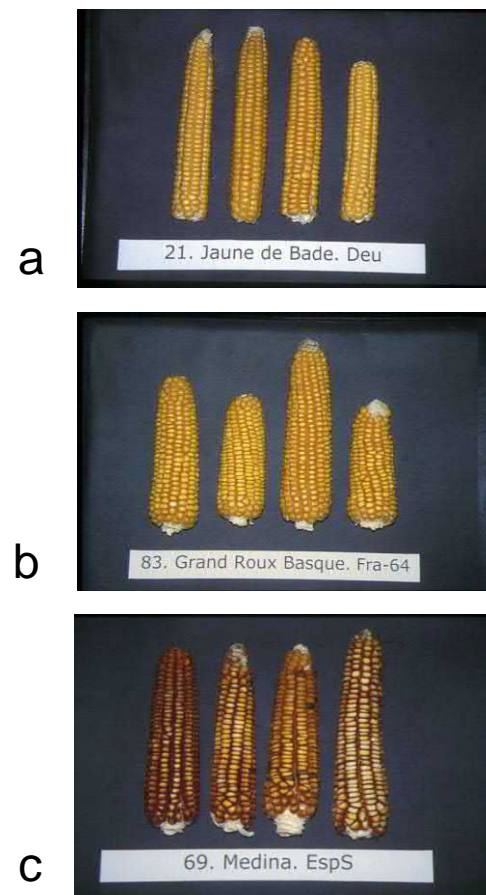 21. Jaune de Bade. Deu
a
83. Grand Roux Basque. Fra-64
b
69. Medina. EspS
c